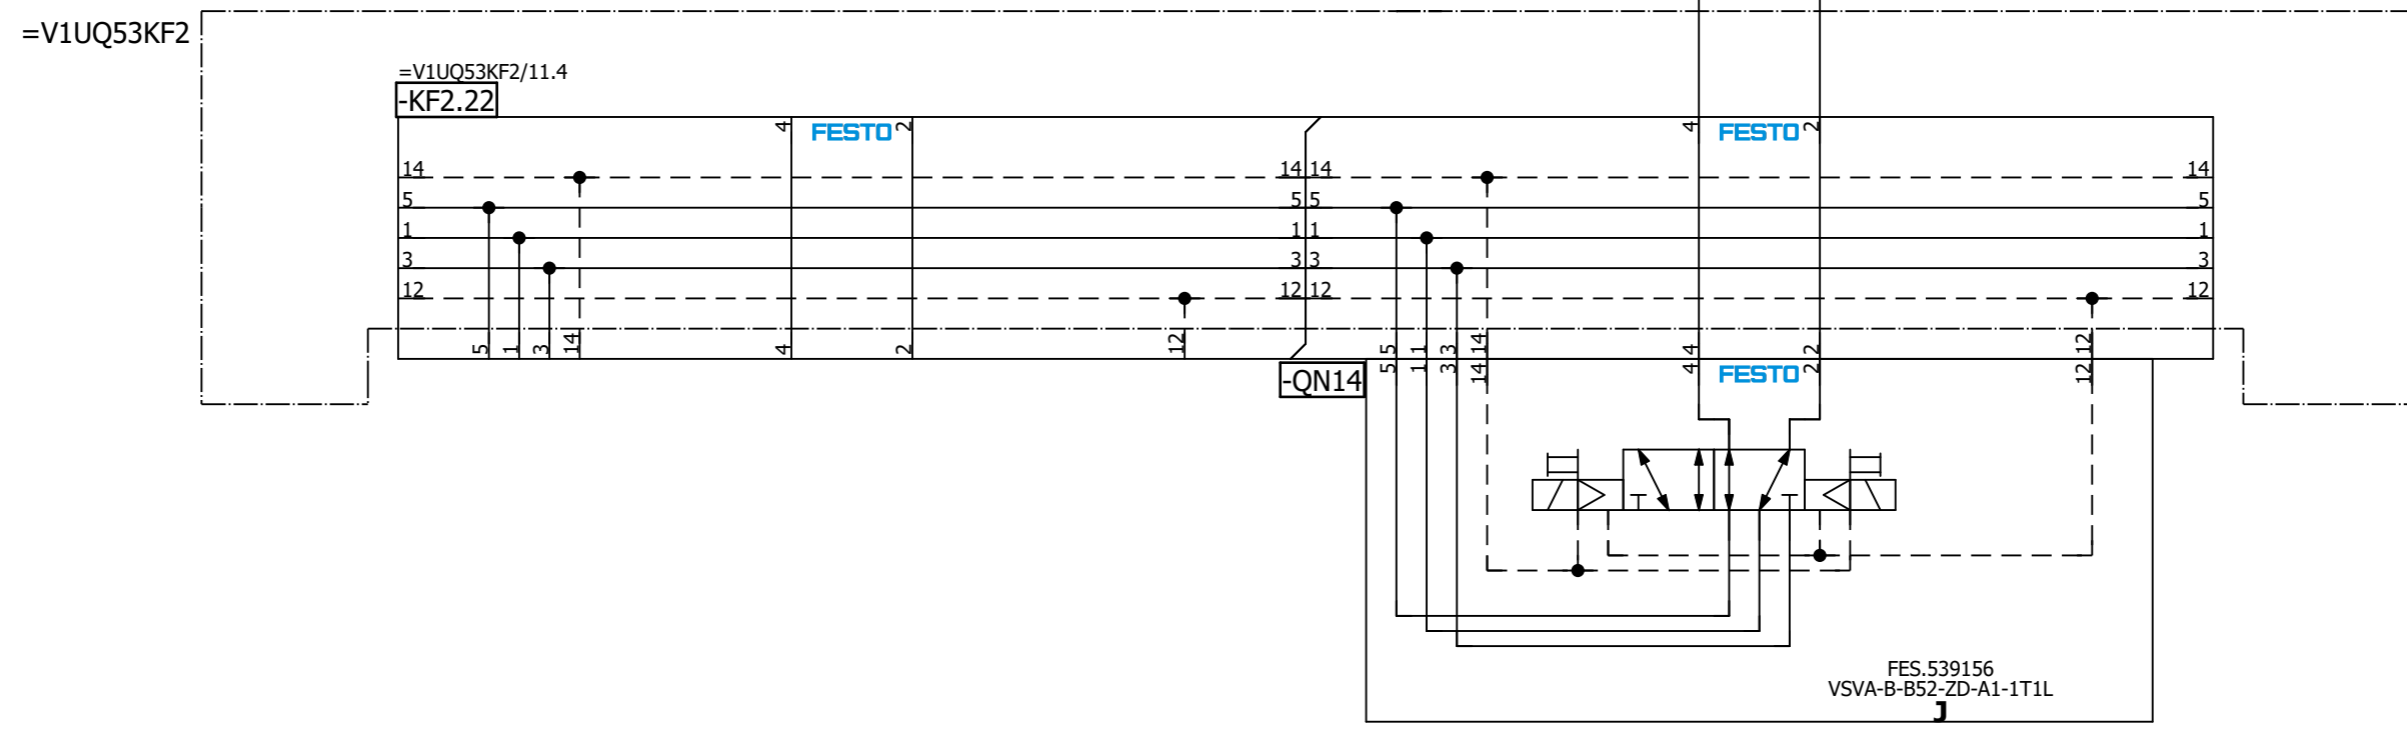 =V1UQ53KF2
=V1UQ53KF2/11.4
-KF2.22
4 FESTO 2 4 FESTO 2
14 14 14 14
5 5 5 5
1 1 1 1
3 3 3 3
12 12 12 12
5 1 3 14 4 2 12 5 1 3 14 4 2 12
-QN14 5 1 3 14 4 FESTO 2 12
FES.539156
VSVA-B-B52-ZD-A1-1T1L
J